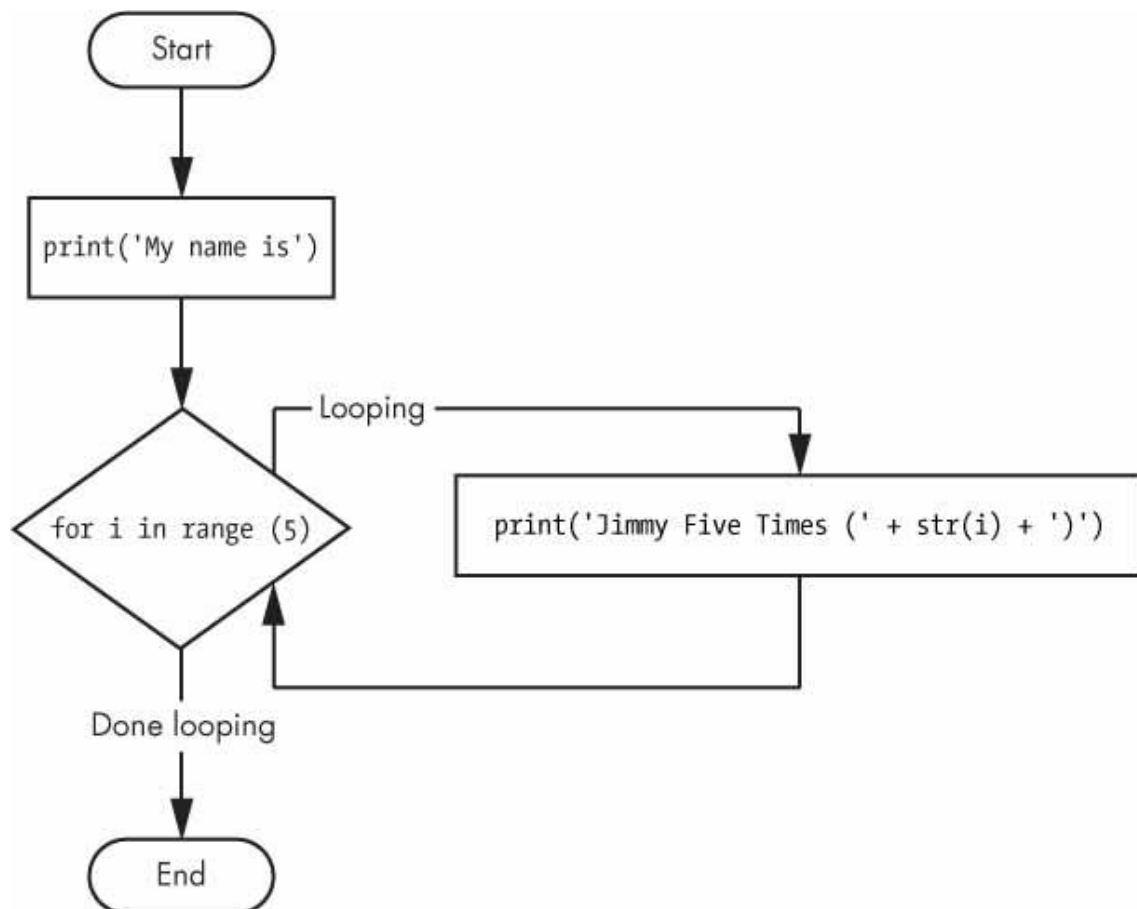 Start
print('My name is')
Looping
for i in range (5)
print('Jimmy Five Times (' + str(i) + ')')
Done looping
End